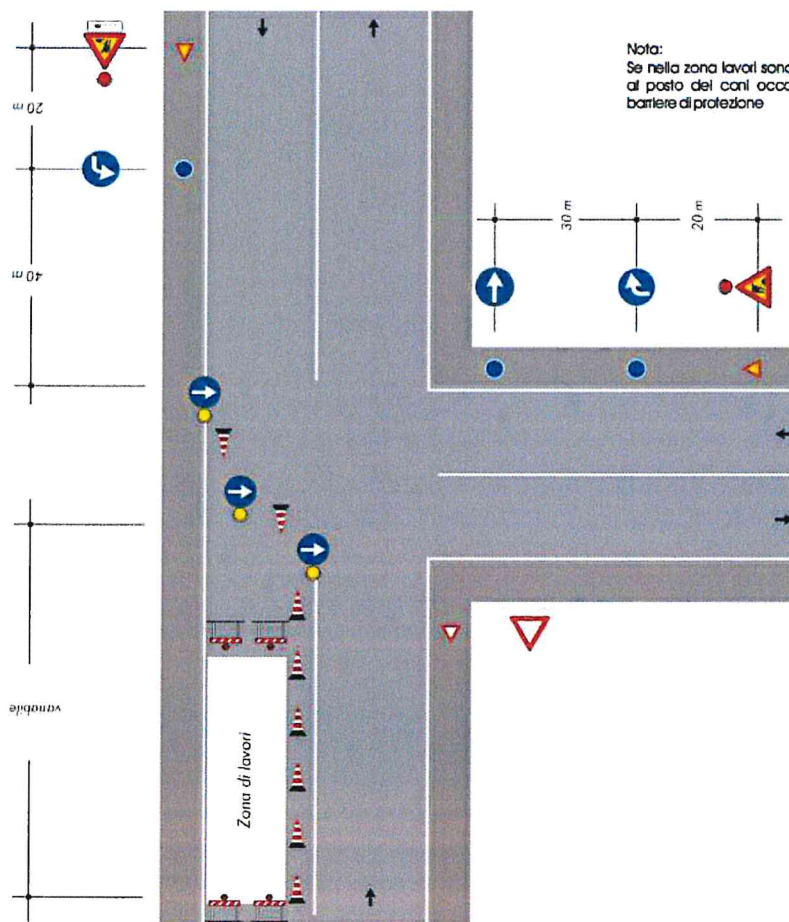 Nota:
Se nella zona lavori sono
al posto dei coni occo
barriere di protezione
20 m
40 m
variabile
30 m
20 m
Zona di lavori